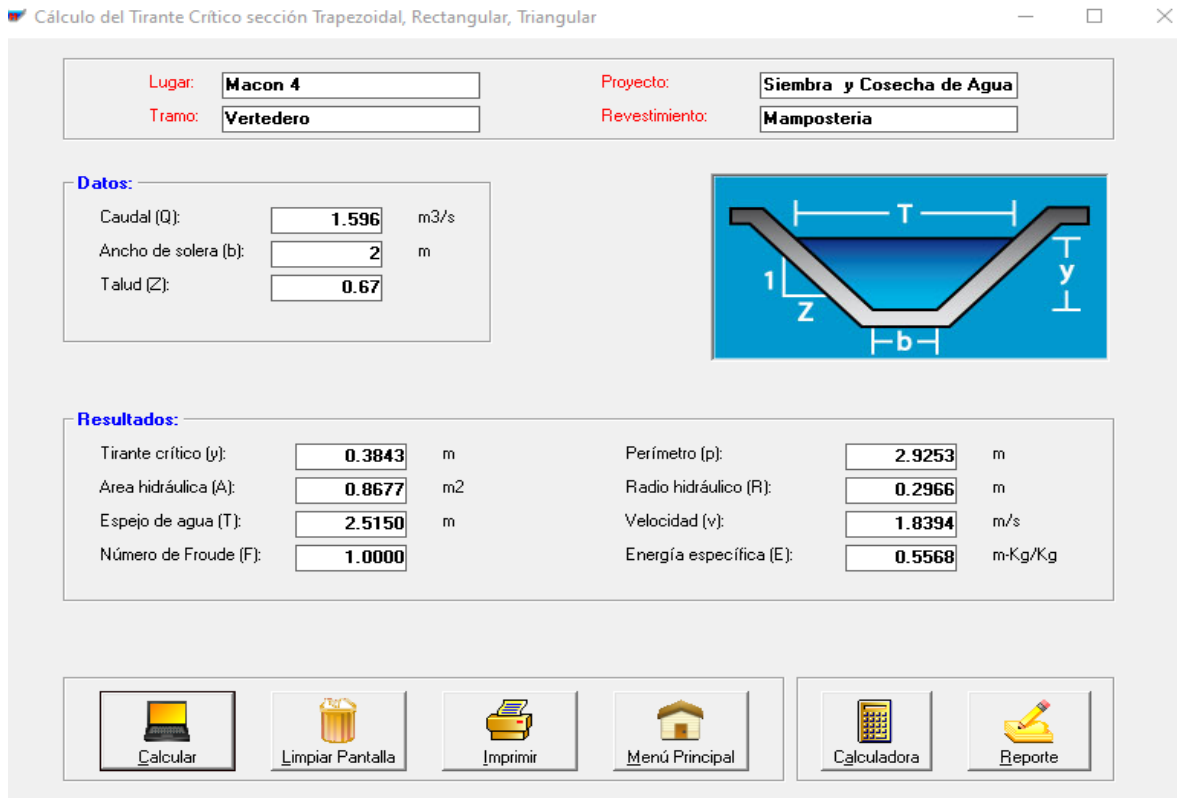 Cálculo del Tirante Crítico sección Trapezoidal, Rectangular, Triangular
Lugar: Macon 4 Proyecto: Siembra y Cosecha de Agua
Tramo: Vertedero Revestimiento: Mamposteria
Datos:
Caudal (Q): 1.596 m3/s
Ancho de solera (b): 2 m
Talud (Z): 0.67
T
1
Z
y
b
Resultados:
Tirante crítico (y): 0.3843 m Perímetro (p): 2.9253 m
Area hidráulica (A): 0.8677 m2 Radio hidráulico (R): 0.2966 m
Espejo de agua (T): 2.5150 m Velocidad (v): 1.8394 m/s
Número de Froude (F): 1.0000 Energía específica (E): 0.5568 m-Kg/Kg
Calcular Limpiar Pantalla Imprimir Menú Principal Calculadora Reporte